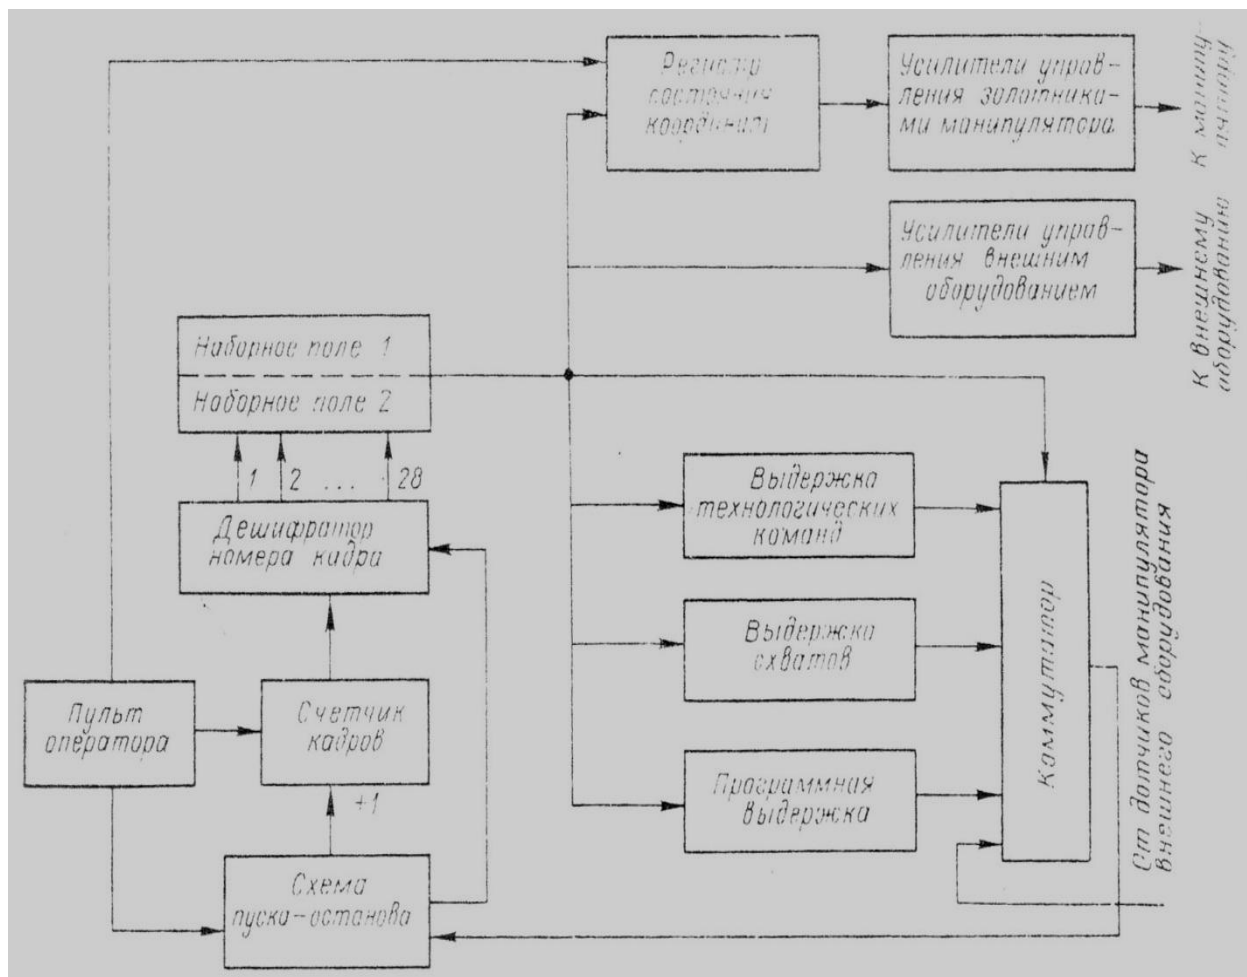 Регистр
состояния
координат
Усилители управ-
ления золотника-
ми манипулятора
К манипу-
лятору
Усилители управ-
ления внешним
оборудованием
К внешнему
оборудованию
Наборное поле 1
Наборное поле 2
1 2 ... 28
Дешифратор
номера кадра
Выдержка
технологических
команд
Выдержка
схватов
Программная
выдержка
Коммутатор
От датчиков манипулятора
внешнего оборудования
Пульт
оператора
Счетчик
кадров
+1
Схема
пуска-останова